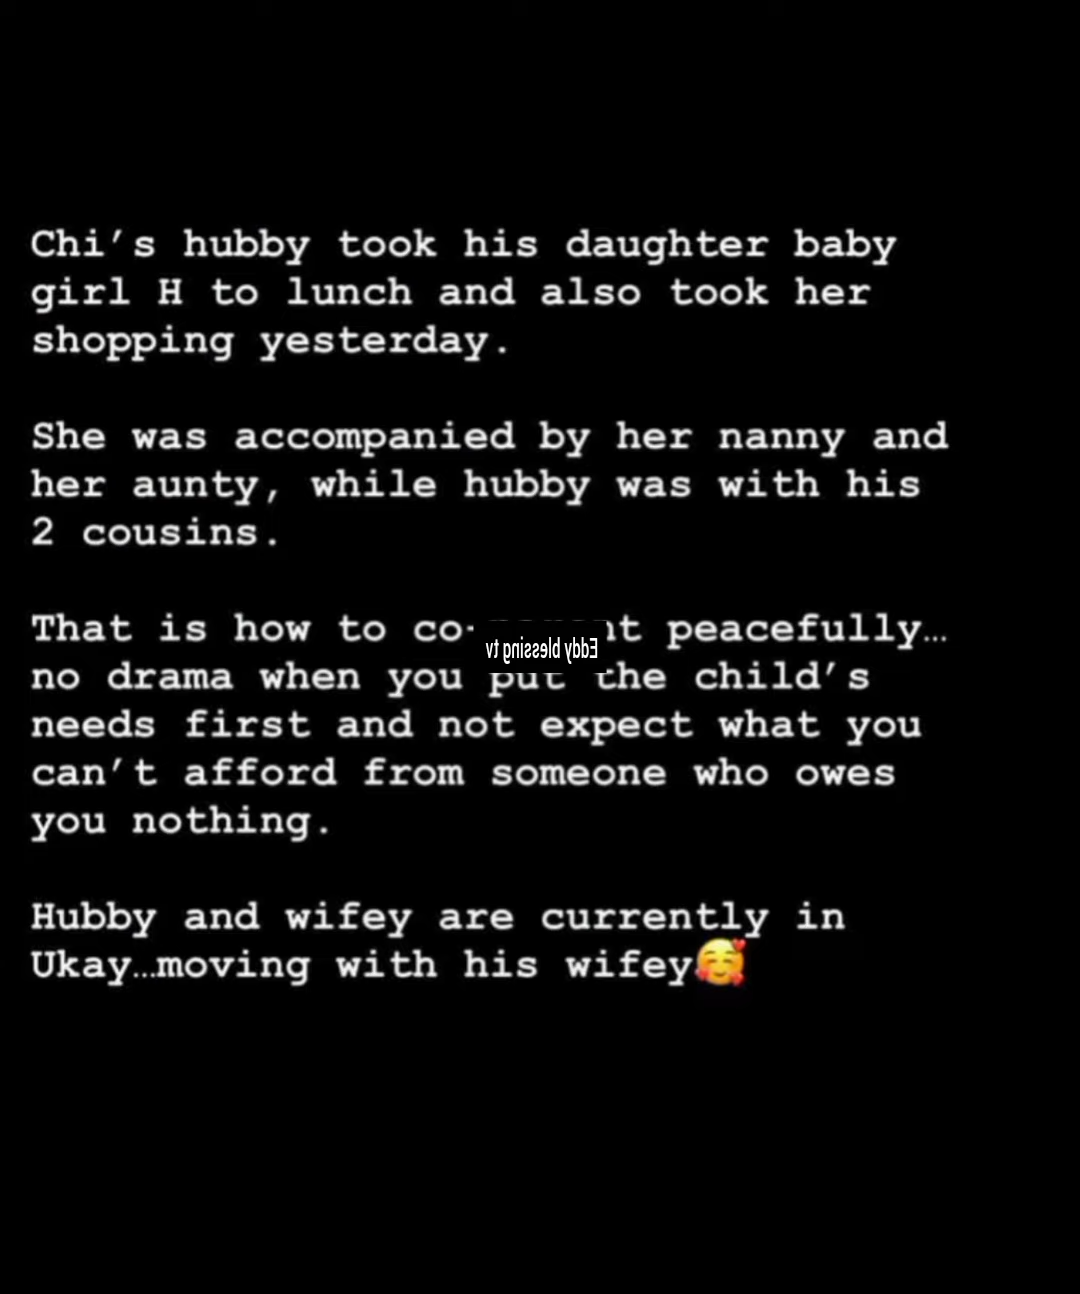 Chi’s hubby took his daughter baby
girl H to lunch and also took her
shopping yesterday.
She was accompanied by her nanny and
her aunty, while hubby was with his
2 cousins.
That is how to peacefully…
Eddy blessing tv
no drama when you put the child’s
needs first and not expect what you
can’t afford from someone who owes
you nothing.
Hubby and wifey are currently in
Ukay…moving with his wifey🥰